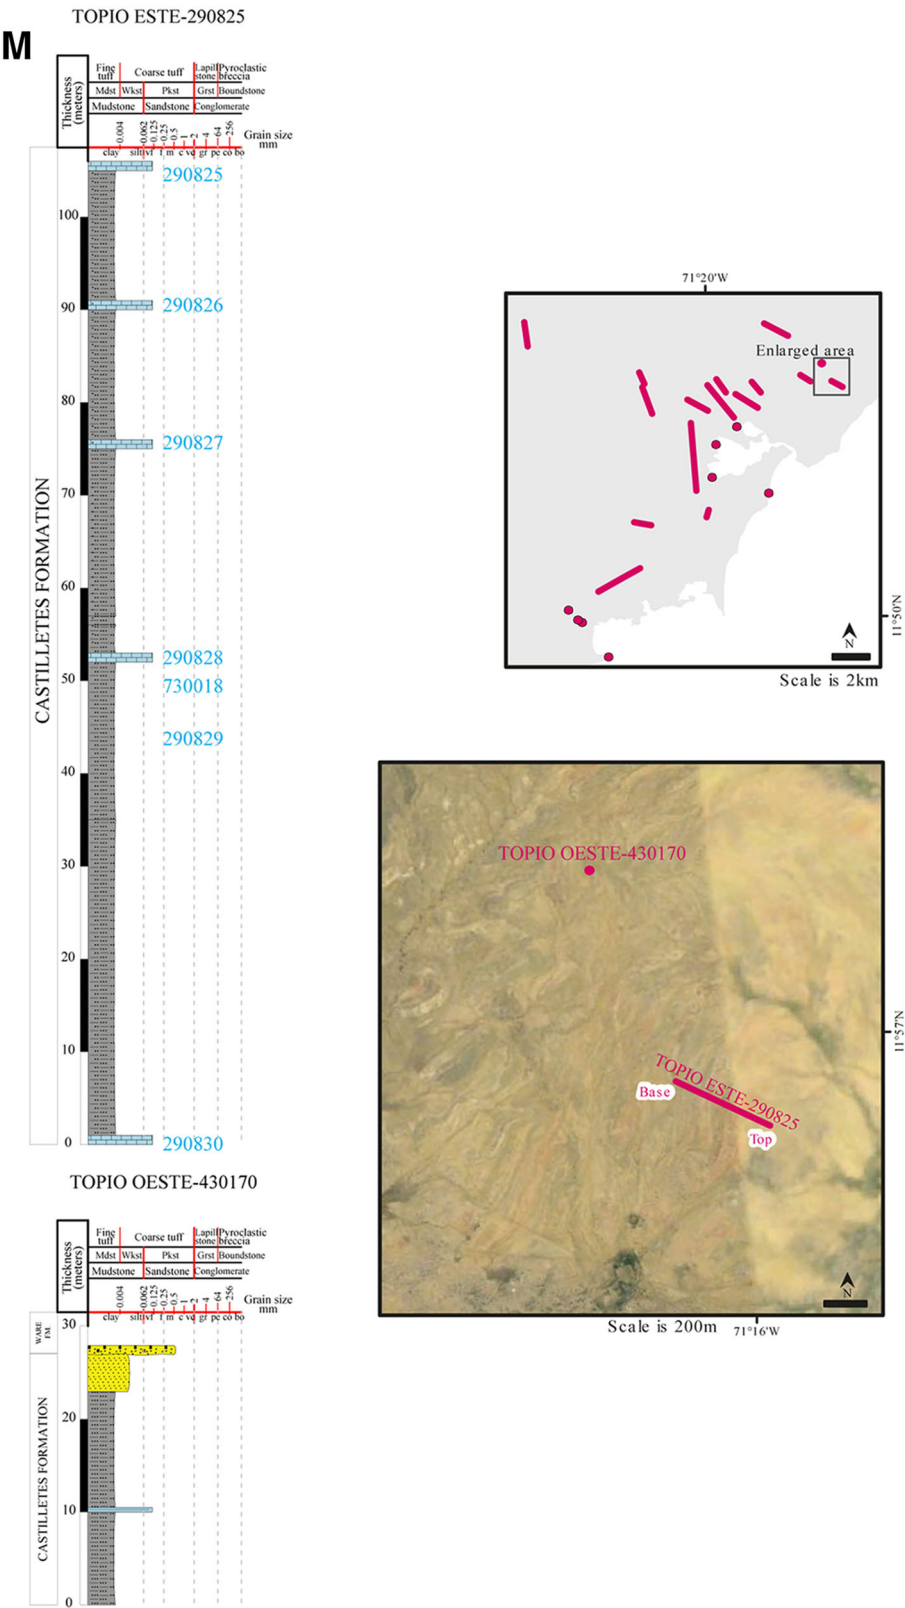 M
TOPIO ESTE-290825
Thickness
(meters)
Fine
tuff
Coarse tuff
Lapilli
stone
Pyroclastic
breccia
Mdst
Wkst
Pkst
Grst
Boundstone
Mudstone
Sandstone
Conglomerate
0.004
0.062
0.125
0.25
0.5
1
2
4
64
256
Grain size
mm
clay
silt
vf
f
m
c
vc
gr
pe
co
bo
290825
100
90
290826
80
290827
70
60
CASTILLETES FORMATION
290828
50
730018
290829
40
30
20
10
0
290830
71°20'W
Enlarged area
11°50'N
N
Scale is 2km
TOPIO OESTE-430170
11°57'N
TOPIO ESTE-290825
Base
Top
N
Scale is 200m
71°16'W
TOPIO OESTE-430170
Thickness
(meters)
Fine
tuff
Coarse tuff
Lapilli
stone
Pyroclastic
breccia
Mdst
Wkst
Pkst
Grst
Boundstone
Mudstone
Sandstone
Conglomerate
0.004
0.062
0.125
0.25
0.5
1
2
4
64
256
Grain size
mm
clay
silt
vf
f
m
c
vc
gr
pe
co
bo
30
WARE
FM
20
CASTILLETES FORMATION
10
0